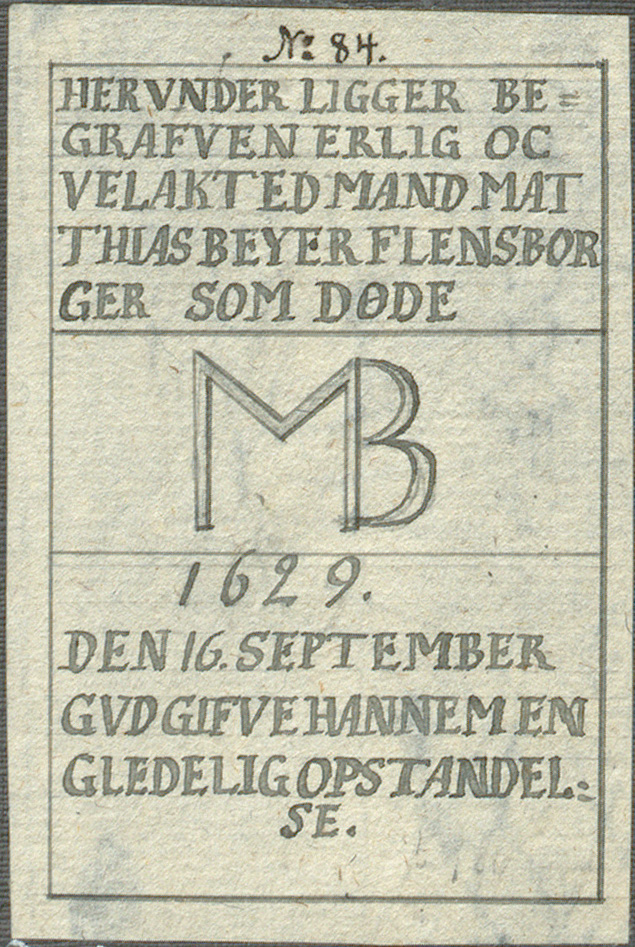 No: 84.
HERVNDER LIGGER BE=
GRAFVEN ERLIG OC
VELAKTED MAND MAT
THIAS BEYER FLENSBOR
GER SOM DØDE
MB
1629.
DEN 16. SEPTEMBER
GVD GIFVE HANNEM EN
GLEDELIG OPSTANDEL=
SE.